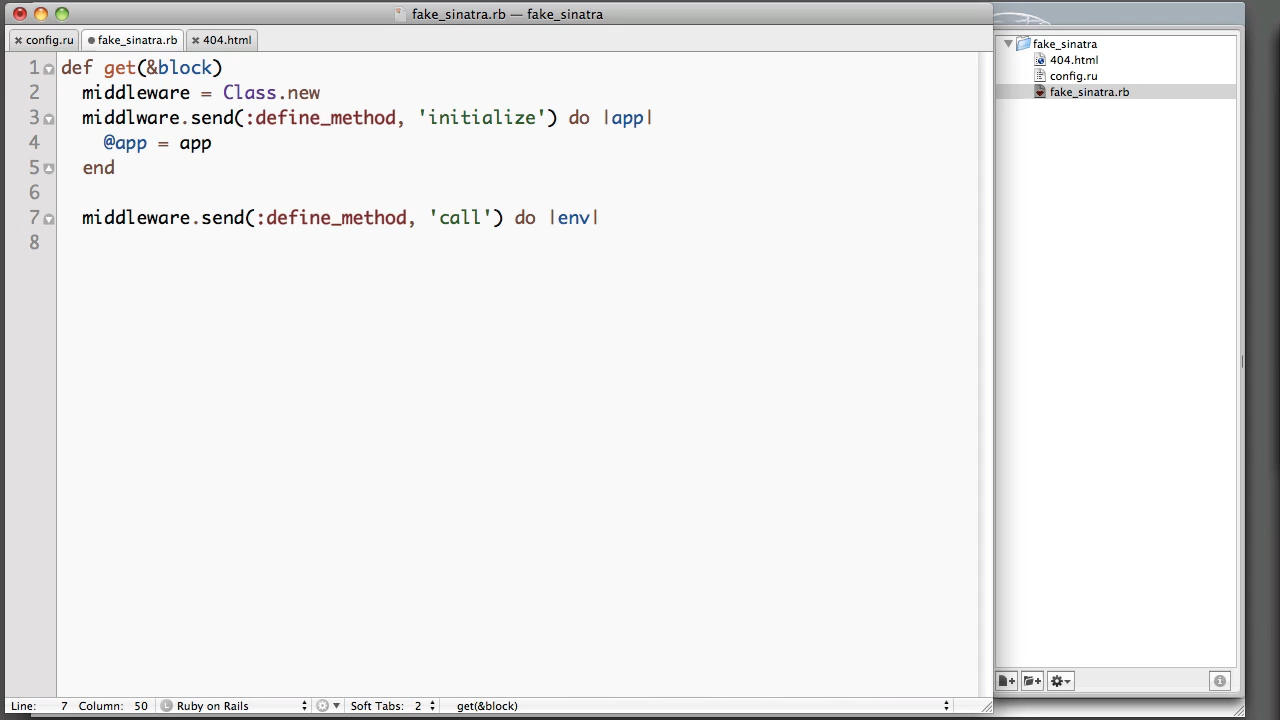 fake_sinatra.rb — fake_sinatra
config.ru fake_sinatra.rb 404.html
1 def get(&block)
2 middleware = Class.new
3 middlware.send(:define_method, 'initialize') do |app|
4 @app = app
5 end
6
7 middleware.send(:define_method, 'call') do |env|
8
fake_sinatra
404.html
config.ru
fake_sinatra.rb
Line: 7 Column: 50 L Ruby on Rails Soft Tabs: 2 get(&block)